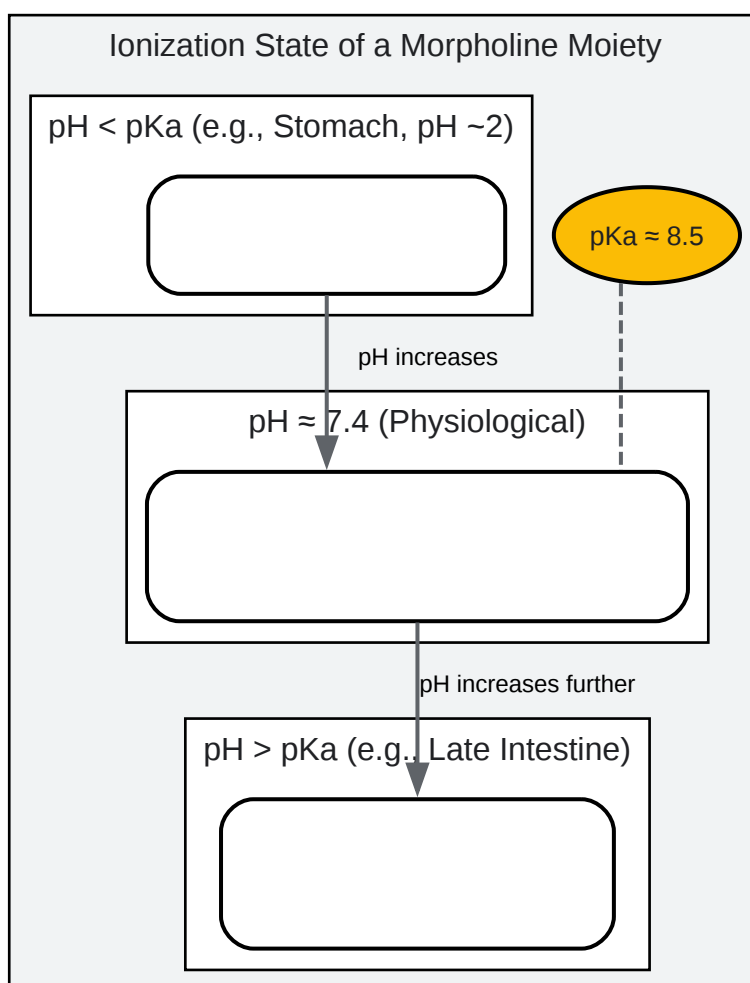 Ionization State of a Morpholine Moiety
pH < pKa (e.g., Stomach, pH ~2)
pKa ≈ 8.5
pH increases
pH ≈ 7.4 (Physiological)
pH increases further
pH > pKa (e.g., Late Intestine)